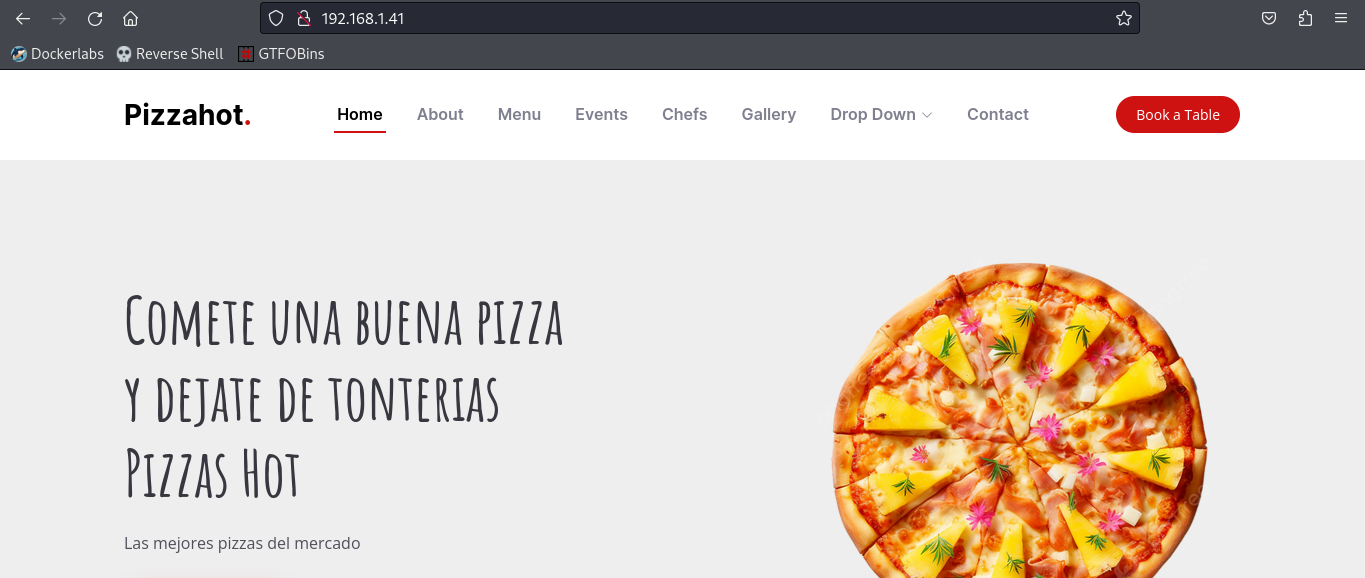 192.168.1.41
Dockerlabs Reverse Shell GTFOBins
Pizzahot. Home About Menu Events Chefs Gallery Drop Down Contact Book a Table
Comete una buena pizza
y dejate de tonterias
Pizzas Hot
Las mejores pizzas del mercado